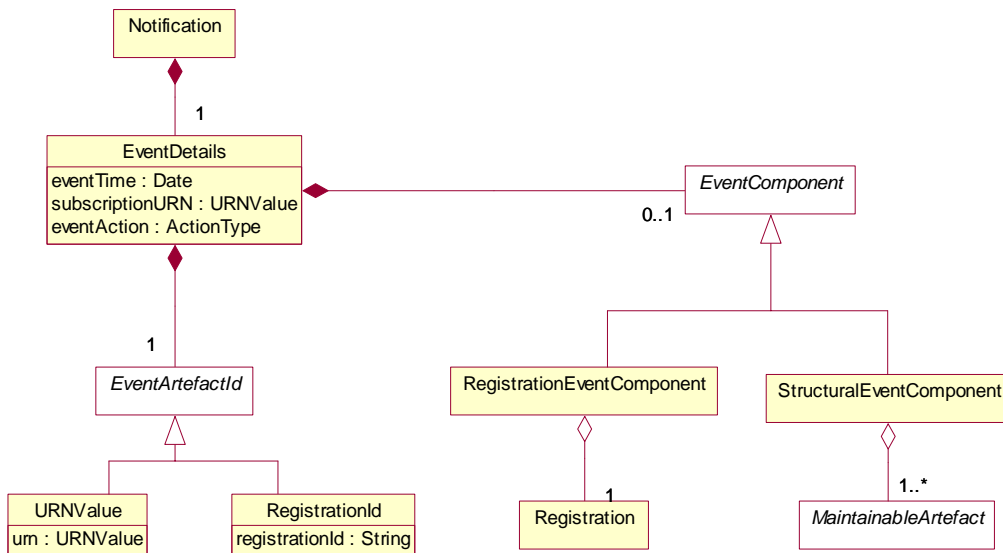 Notification
1
EventDetails
eventTime : Date
subscriptionURN : URNValue
eventAction : ActionType
EventComponent
0..1
1
EventArtefactId
RegistrationEventComponent
StructuralEventComponent
URNValue
urn : URNValue
RegistrationId
registrationId : String
1
Registration
1..*
MaintainableArtefact